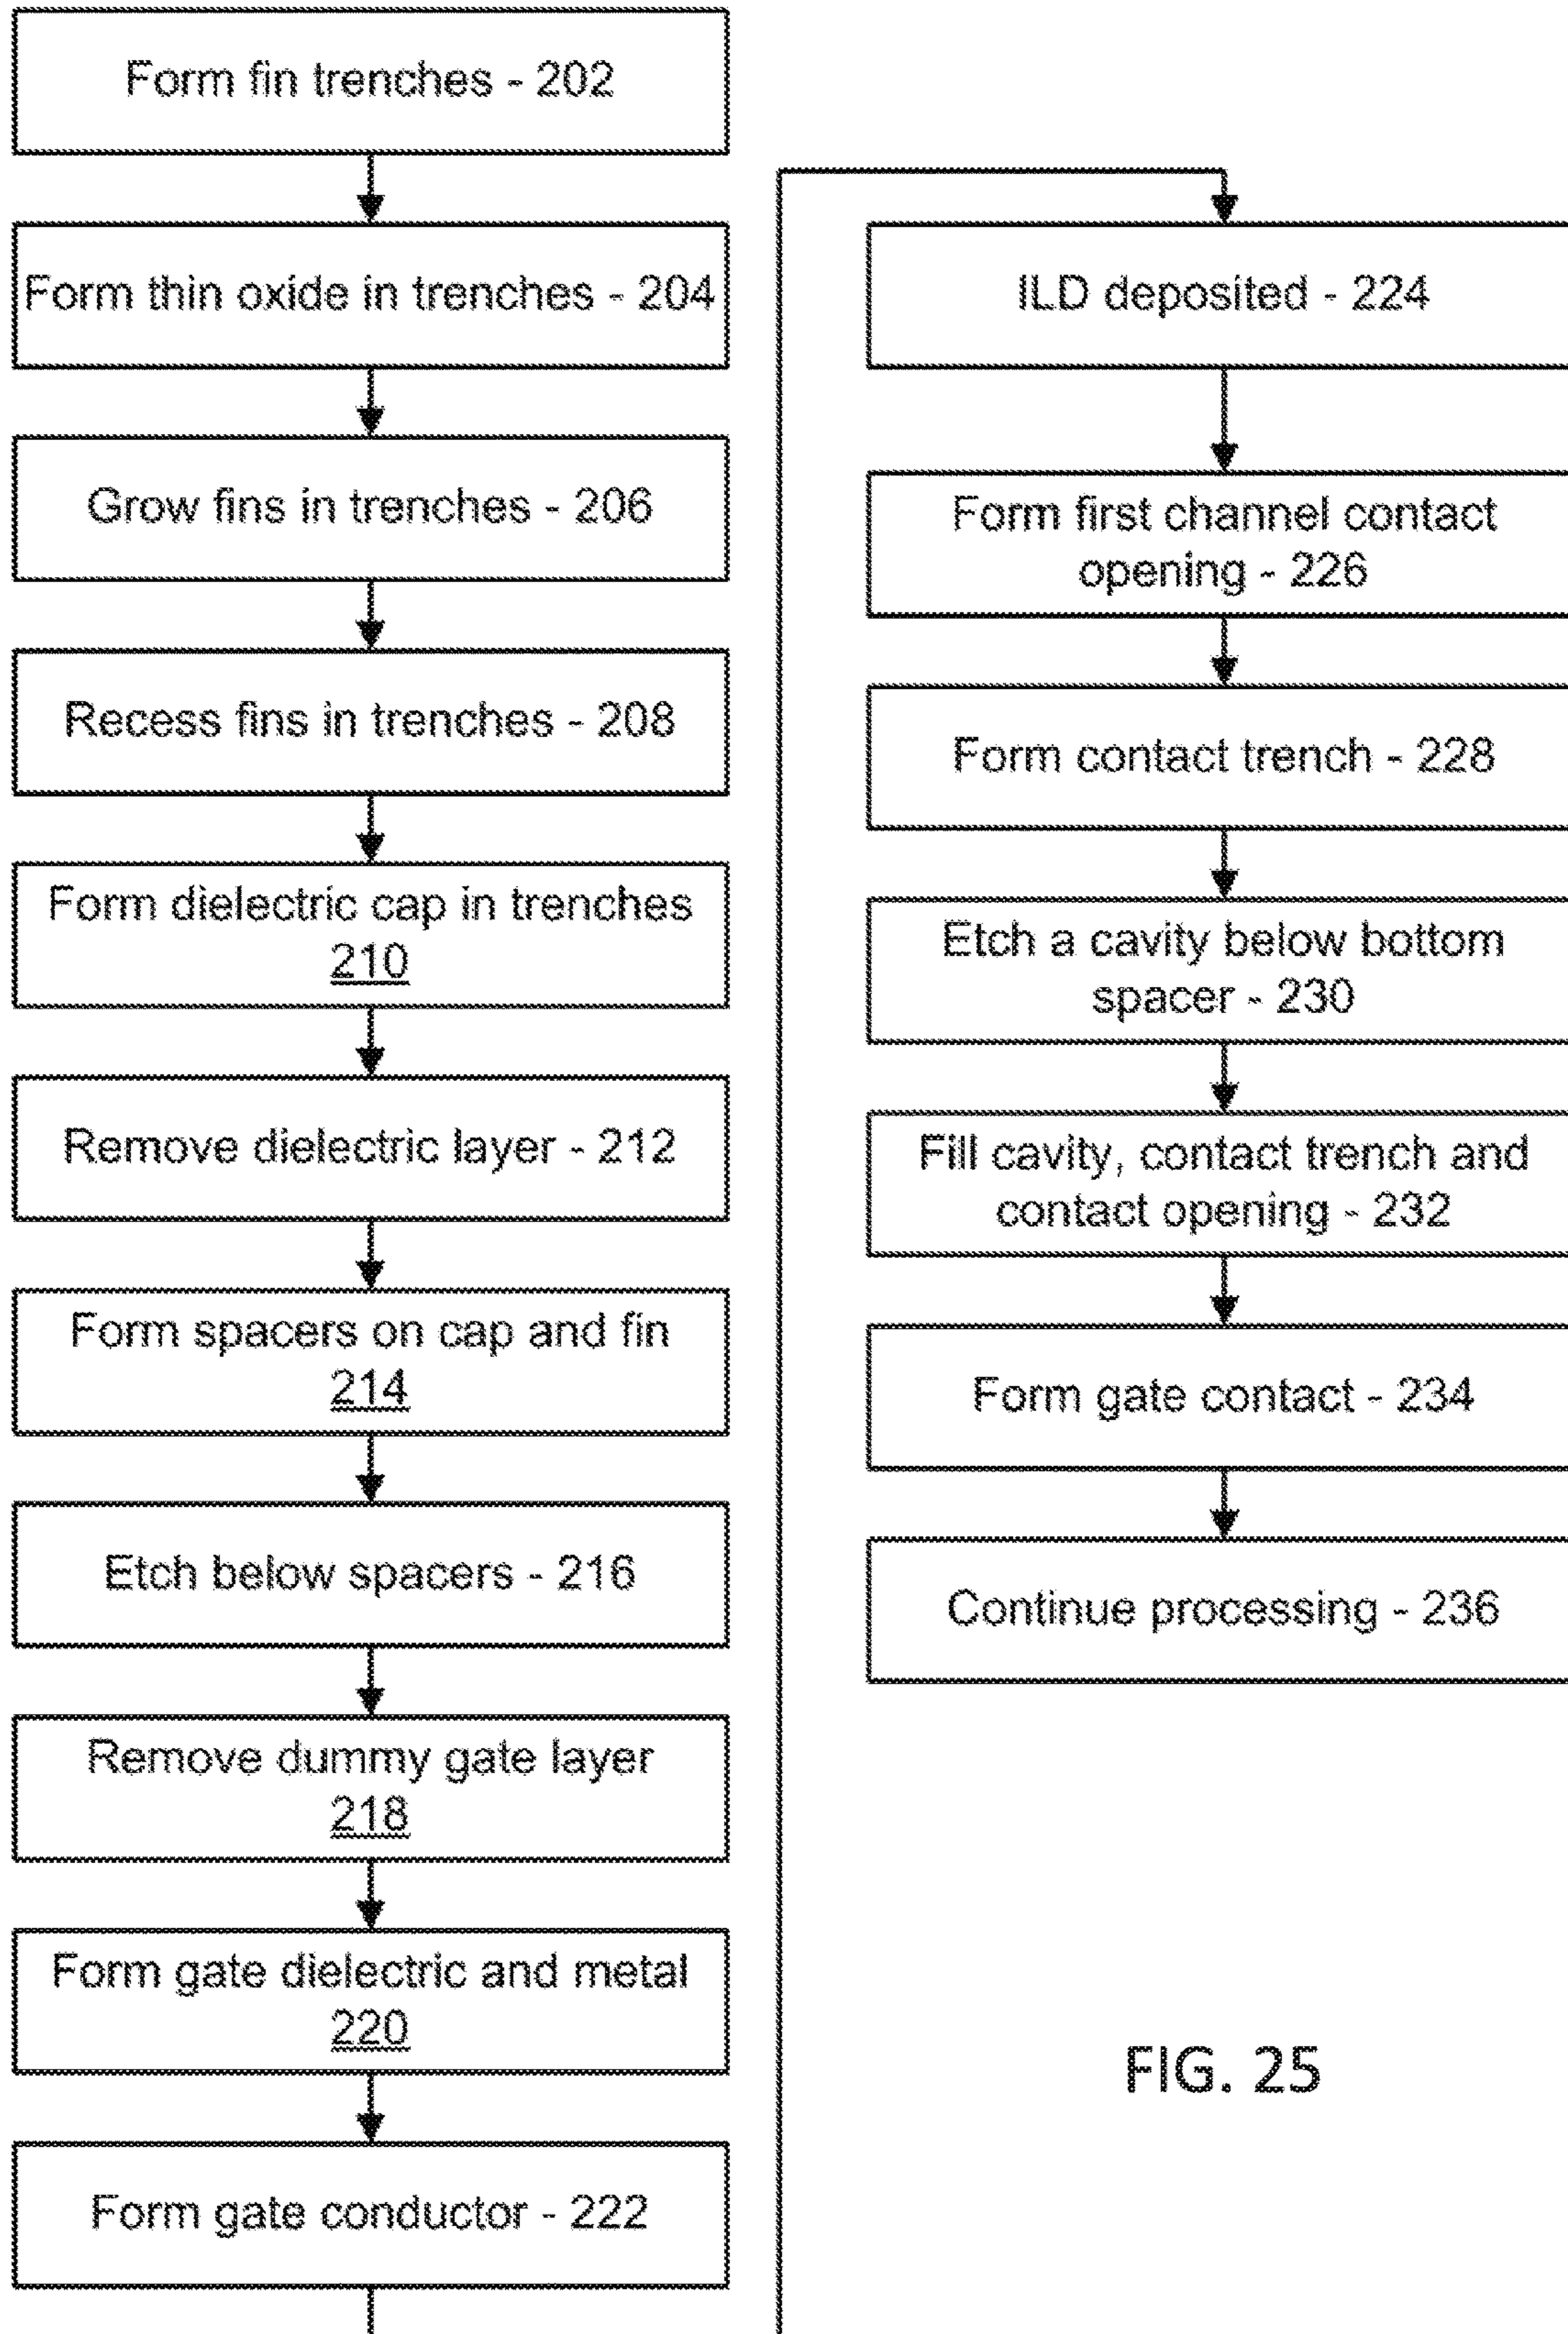 Form fin trenches - 202
Form thin oxide in trenches - 204
Grow fins in trenches - 206
Recess fins in trenches - 208
Form dielectric cap in trenches
210
Remove dielectric layer - 212
Form spacers on cap and fin
214
Etch below spacers - 216
Remove dummy gate layer
218
Form gate dielectric and metal
220
Form gate conductor - 222
ILD deposited - 224
Form first channel contact
opening - 226
Form contact trench - 228
Etch a cavity below bottom
spacer - 230
Fill cavity, contact trench and
contact opening - 232
Form gate contact - 234
Continue processing - 236
FIG. 25